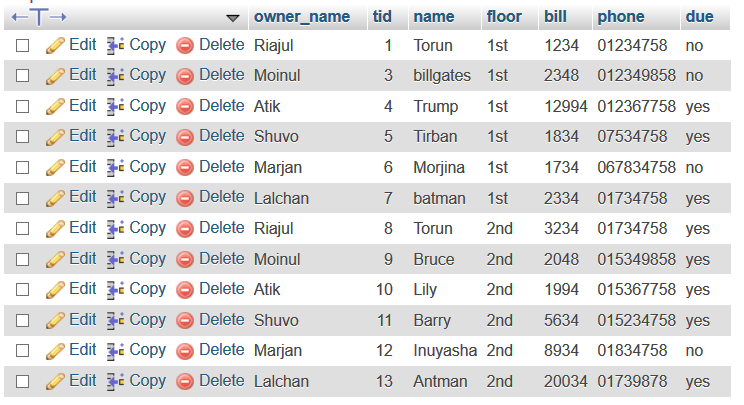 owner_name tid name floor bill phone due
Edit Copy Delete Riajul 1 Torun 1st 1234 01234758 no
Edit Copy Delete Moinul 3 billgates 1st 2348 012349858 no
Edit Copy Delete Atik 4 Trump 1st 12994 012367758 yes
Edit Copy Delete Shuvo 5 Tirban 1st 1834 07534758 yes
Edit Copy Delete Marjan 6 Morjina 1st 1734 067834758 no
Edit Copy Delete Lalchan 7 batman 1st 2334 01734758 yes
Edit Copy Delete Riajul 8 Torun 2nd 3234 01734758 yes
Edit Copy Delete Moinul 9 Bruce 2nd 2048 015349858 yes
Edit Copy Delete Atik 10 Lily 2nd 1994 015367758 yes
Edit Copy Delete Shuvo 11 Barry 2nd 5634 015234758 yes
Edit Copy Delete Marjan 12 Inuyasha 2nd 8934 01834758 no
Edit Copy Delete Lalchan 13 Antman 2nd 20034 01739878 yes